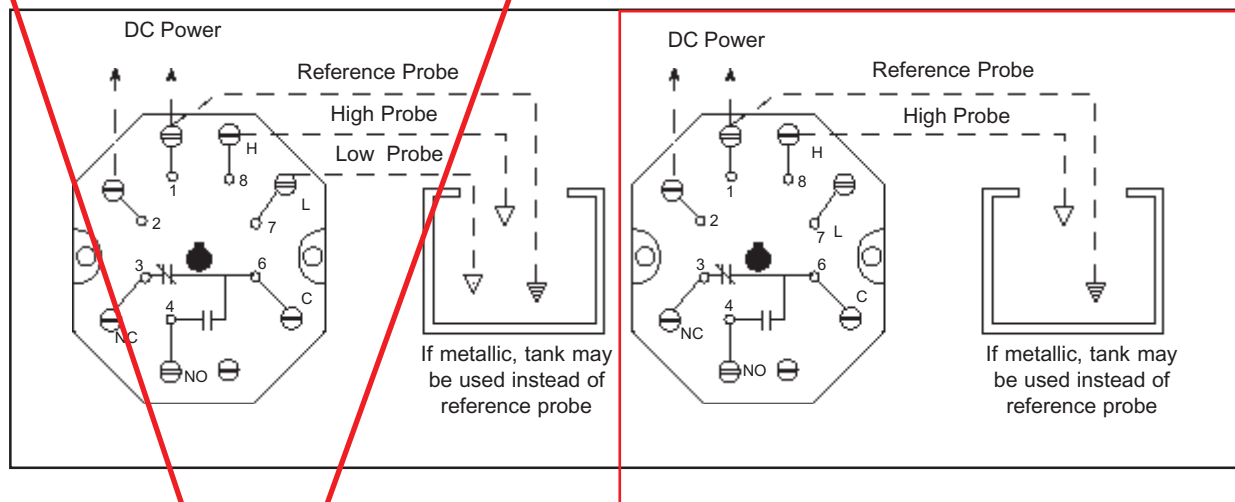 DC Power
Reference Probe
High Probe
Low Probe
H
1
8
L
2
7
3
6
4
C
NC
NO
If metallic, tank may
be used instead of
reference probe
DC Power
Reference Probe
High Probe
H
1
8
2
7
L
3
6
4
C
NC
NO
If metallic, tank may
be used instead of
reference probe